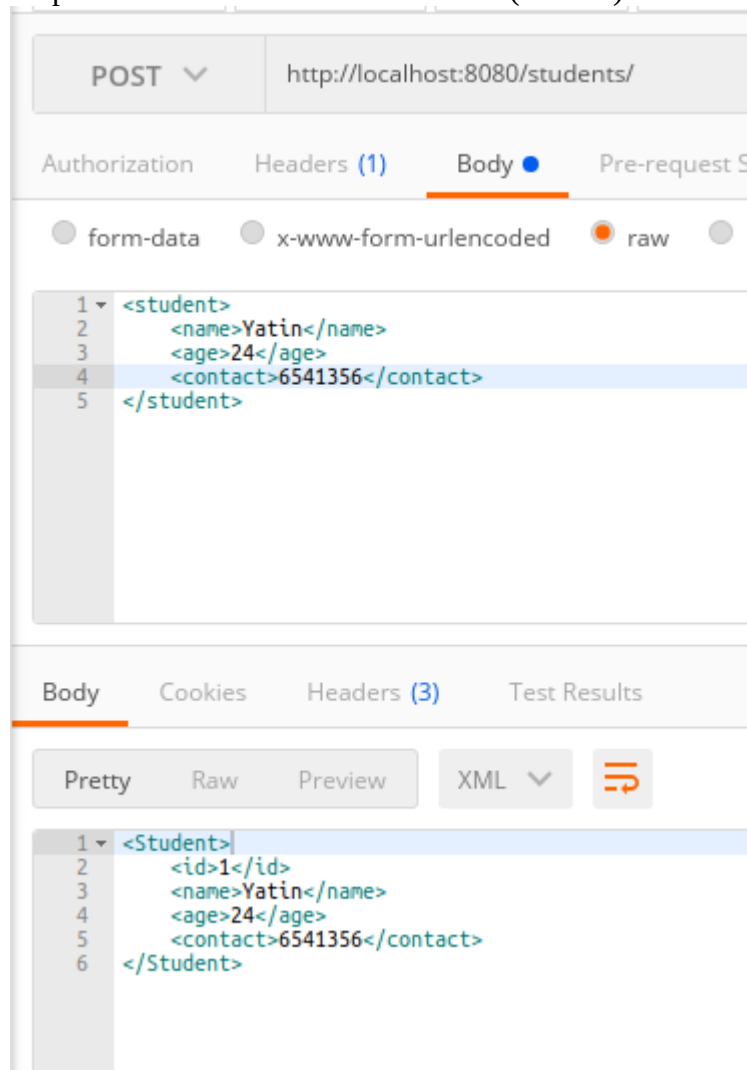 POST http://localhost:8080/students/
Authorization Headers (1) Body Pre-request S
form-data x-www-form-urlencoded raw
1 <student>
2 <name>Yatin</name>
3 <age>24</age>
4 <contact>6541356</contact>
5 </student>
Body Cookies Headers (3) Test Results
Pretty Raw Preview XML
1 <Student>
2 <id>1</id>
3 <name>Yatin</name>
4 <age>24</age>
5 <contact>6541356</contact>
6 </Student>